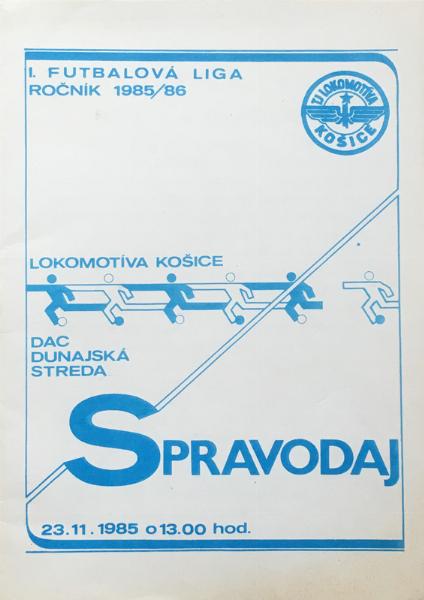 I. FUTBALOVÁ LIGA
ROČNÍK 1985/86
TJ LOKOMOTÍVA
KOŠICE
LOKOMOTÍVA KOŠICE
DAC
DUNAJSKÁ
STREDA
SPRAVODAJ
23.11.1985 o 13.00 hod.